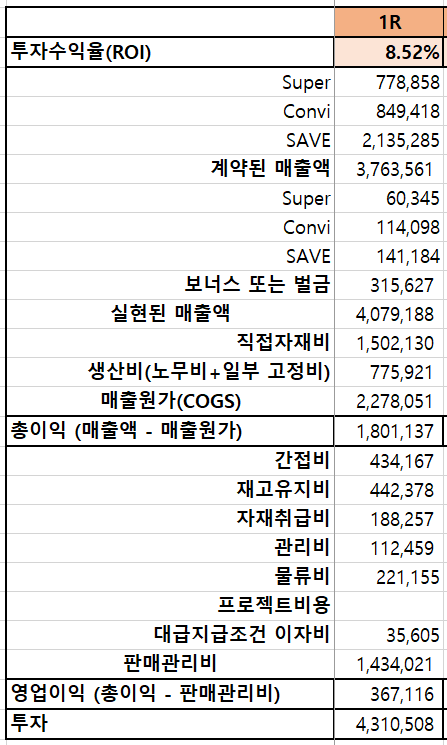 1R
투자수익율(ROI) 8.52%
Super 778,858
Convi 849,418
SAVE 2,135,285
계약된 매출액 3,763,561
Super 60,345
Convi 114,098
SAVE 141,184
보너스 또는 벌금 315,627
실현된 매출액 4,079,188
직접자재비 1,502,130
생산비(노무비+일부 고정비) 775,921
매출원가(COGS) 2,278,051
총이익 (매출액 - 매출원가) 1,801,137
간접비 434,167
재고유지비 442,378
자재취급비 188,257
관리비 112,459
물류비 221,155
프로젝트비용
대급지급조건 이자비 35,605
판매관리비 1,434,021
영업이익 (총이익 - 판매관리비) 367,116
투자 4,310,508